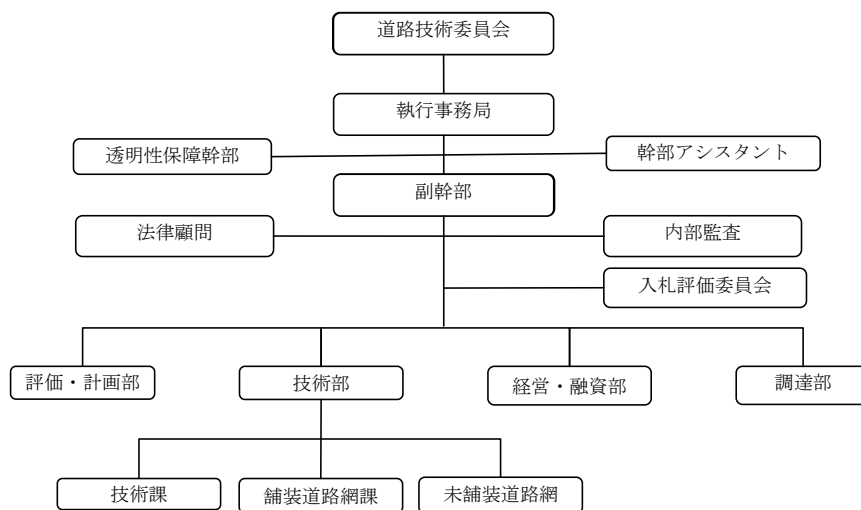 道路技術委員会
執行事務局
透明性保障幹部
幹部アシスタント
副幹部
法律顧問
内部監査
入札評価委員会
評価・計画部
技術部
経営・融資部
調達部
技術課
舗装道路網課
未舗装道路網